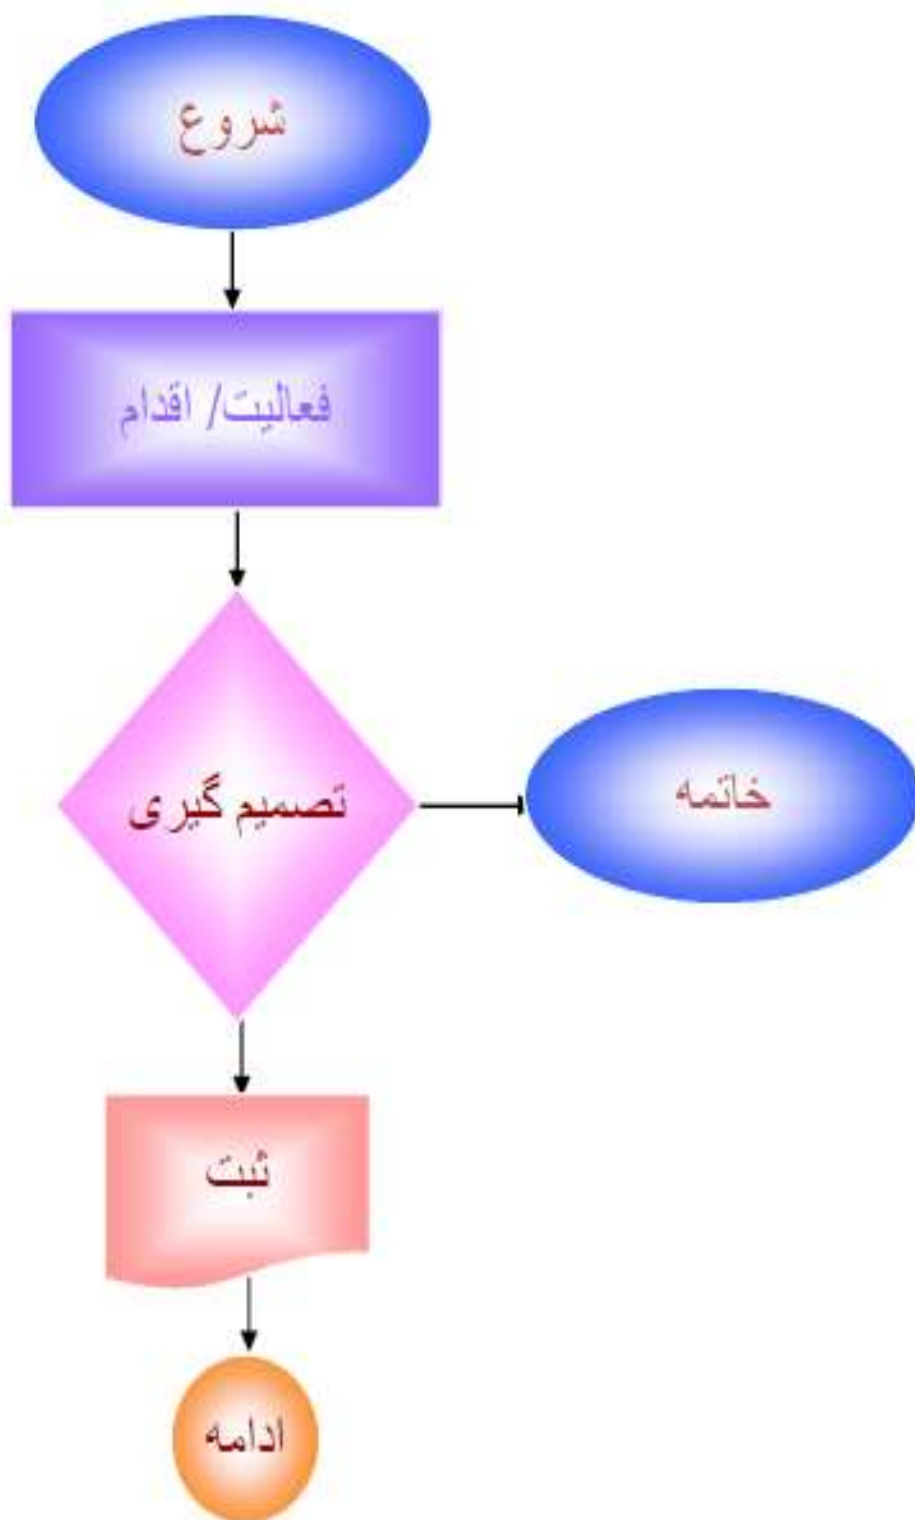 شروع
فعالیت/ اقدام
تصمیم گیری
خاتمه
ثبت
ادامه